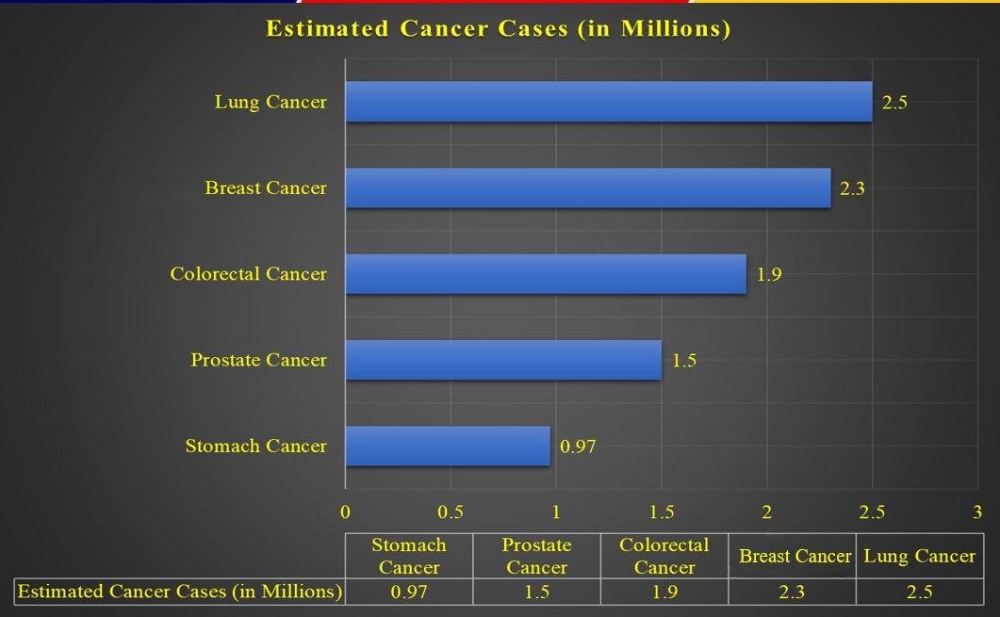 Estimated Cancer Cases (in Millions)
Lung Cancer 2.5
Breast Cancer 2.3
Colorectal Cancer 1.9
Prostate Cancer 1.5
Stomach Cancer 0.97
0 0.5 1 1.5 2 2.5 3
Stomach Cancer Prostate Cancer Colorectal Cancer Breast Cancer Lung Cancer
Estimated Cancer Cases (in Millions) 0.97 1.5 1.9 2.3 2.5